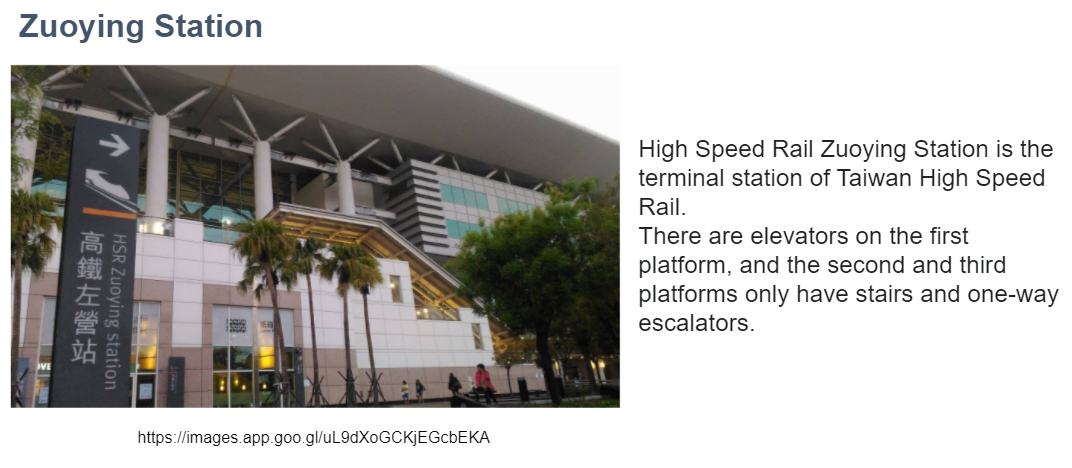 Zuoying Station
高鐵左營站
HSR Zuoying station
High Speed Rail Zuoying Station is the
terminal station of Taiwan High Speed
Rail.
There are elevators on the first
platform, and the second and third
platforms only have stairs and one-way
escalators.
https://images.app.goo.gl/uL9dXoGCKjEGcbEKA